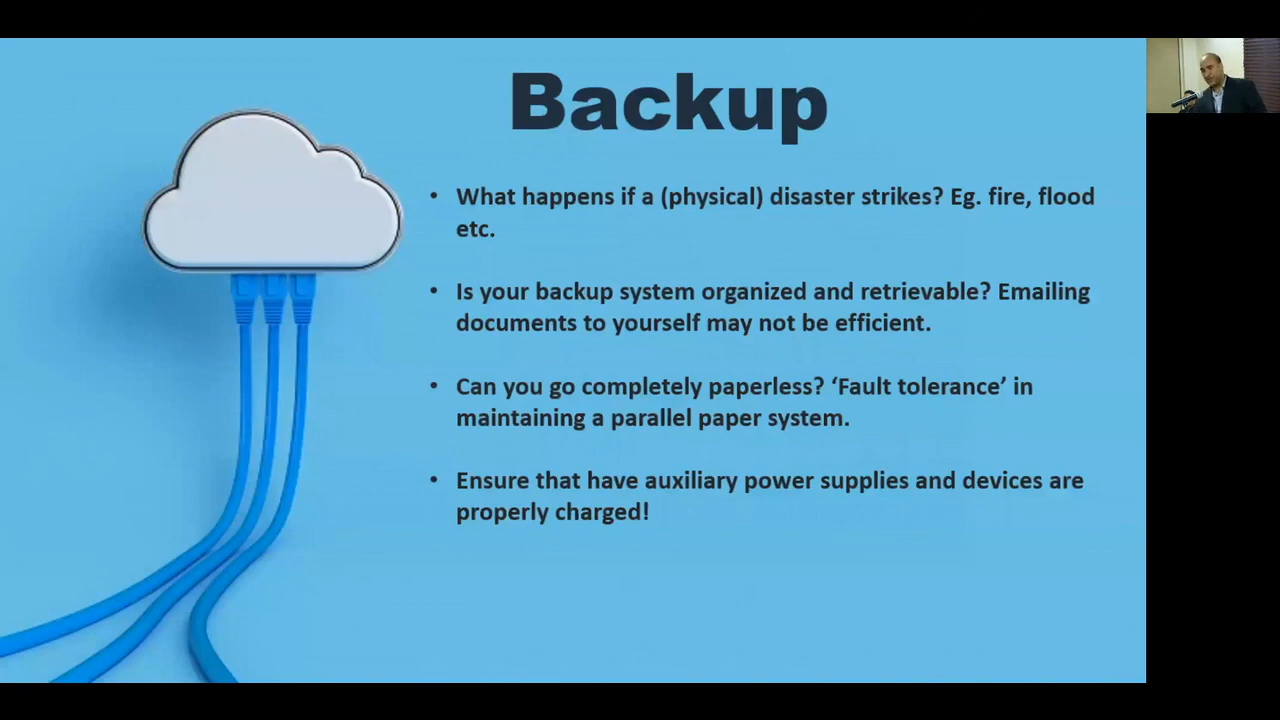 Backup
• What happens if a (physical) disaster strikes? Eg. fire, flood
etc.
• Is your backup system organized and retrievable? Emailing
documents to yourself may not be efficient.
• Can you go completely paperless? ‘Fault tolerance’ in
maintaining a parallel paper system.
• Ensure that have auxiliary power supplies and devices are
properly charged!